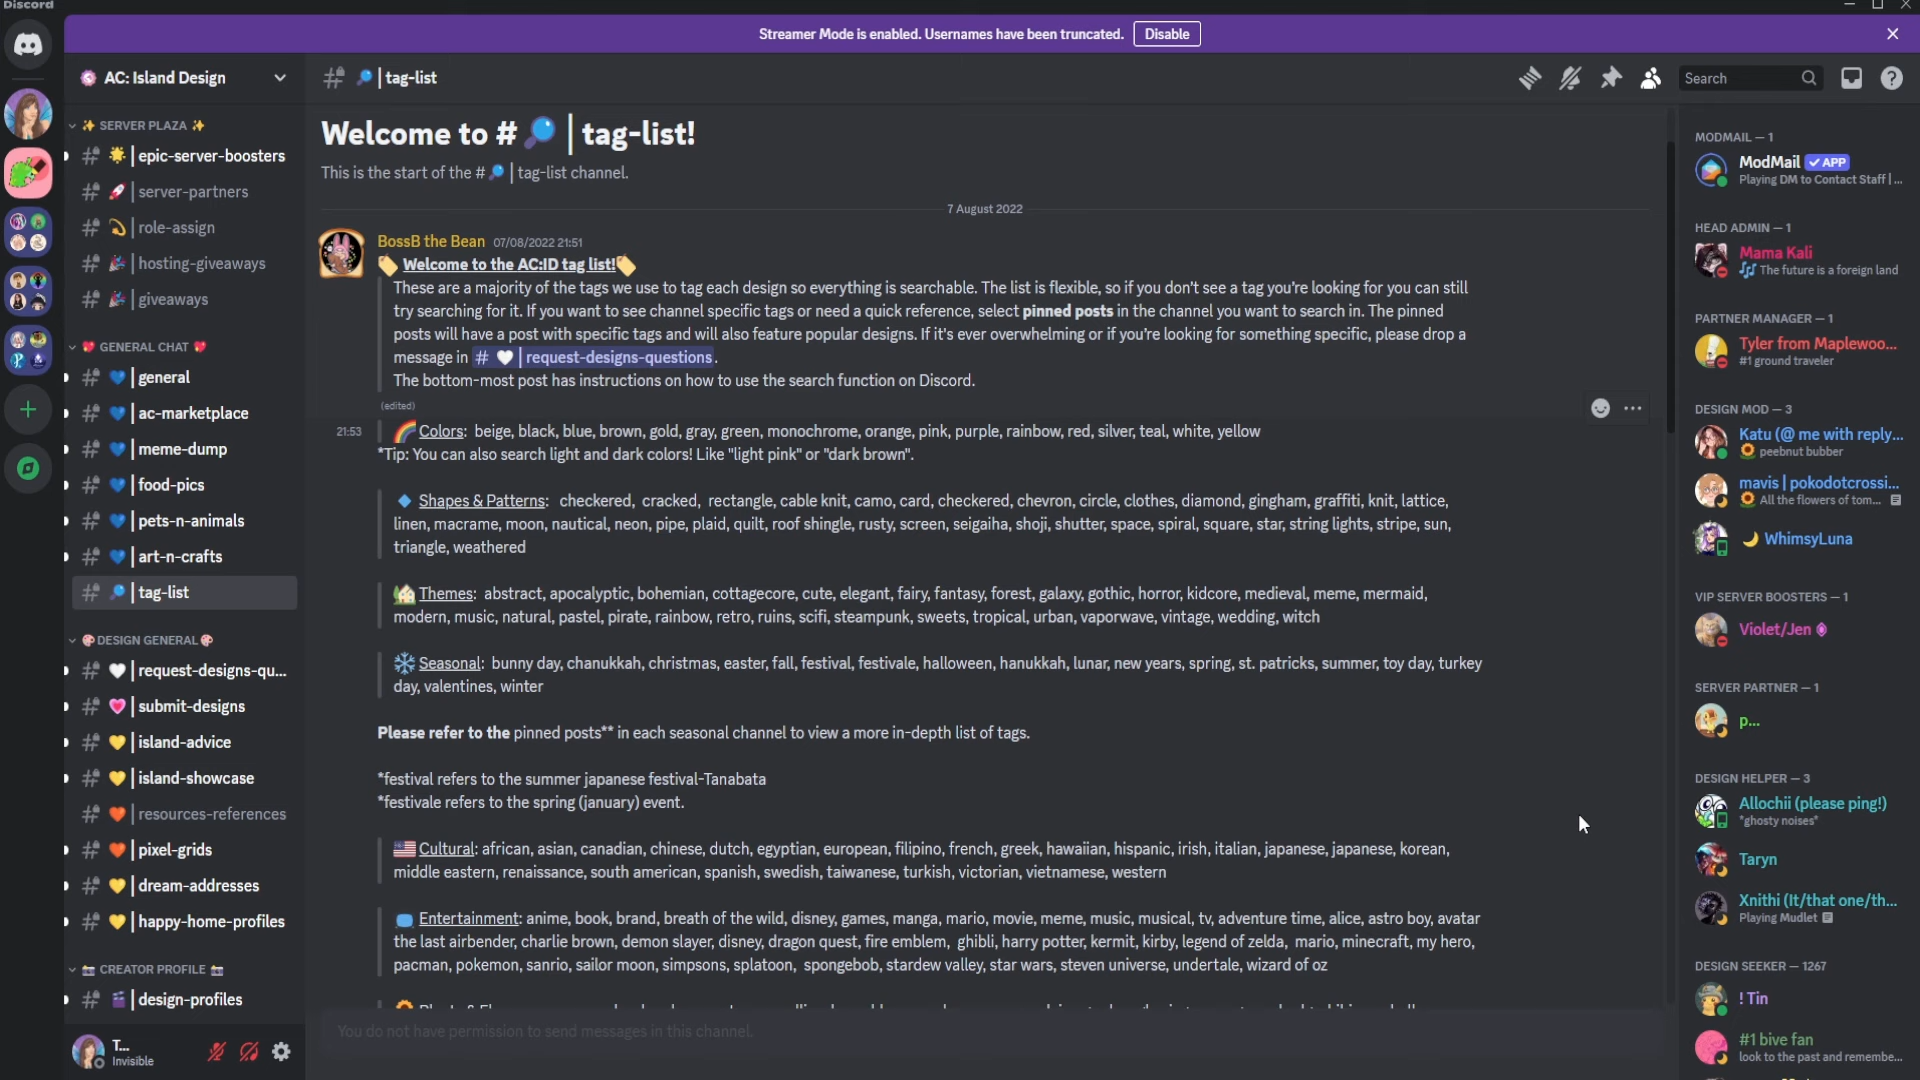 Discord
Streamer Mode is enabled. Usernames have been truncated. Disable
AC: Island Design
SERVER PLAZA
epic-server-boosters
server-partners
role-assign
hosting-giveaways
giveaways
GENERAL CHAT
general
ac-marketplace
meme-dump
food-pics
pets-n-animals
art-n-crafts
tag-list
DESIGN GENERAL
request-designs-qu...
submit-designs
island-advice
island-showcase
resources-references
pixel-grids
dream-addresses
happy-home-profiles
CREATOR PROFILE
design-profiles
T...
Invisible
| tag-list
Search
Welcome to # | tag-list!
This is the start of the # | tag-list channel.
7 August 2022
BossB the Bean 07/08/2022 21:51
Welcome to the AC:ID tag list!
These are a majority of the tags we use to tag each design so everything is searchable. The list is flexible, so if you don't see a tag you're looking for you can still
try searching for it. If you want to see channel specific tags or need a quick reference, select pinned posts in the channel you want to search in. The pinned
posts will have a post with specific tags and will also feature popular designs. If it's ever overwhelming or if you're looking for something specific, please drop a
message in # | request-designs-questions.
The bottom-most post has instructions on how to use the search function on Discord.
(edited)
21:53 Colors: beige, black, blue, brown, gold, gray, green, monochrome, orange, pink, purple, rainbow, red, silver, teal, white, yellow
*Tip: You can also search light and dark colors! Like "light pink" or "dark brown".
Shapes & Patterns: checkered, cracked, rectangle, cable knit, camo, card, checkered, chevron, circle, clothes, diamond, gingham, graffiti, knit, lattice,
linen, macrame, moon, nautical, neon, pipe, plaid, quilt, roof shingle, rusty, screen, seigaiha, shoji, shutter, space, spiral, square, star, string lights, stripe, sun,
triangle, weathered
Themes: abstract, apocalyptic, bohemian, cottagecore, cute, elegant, fairy, fantasy, forest, galaxy, gothic, horror, kidcore, medieval, meme, mermaid,
modern, music, natural, pastel, pirate, rainbow, retro, ruins, scifi, steampunk, sweets, tropical, urban, vaporwave, vintage, wedding, witch
Seasonal: bunny day, chanukkah, christmas, easter, fall, festival, festivale, halloween, hanukkah, lunar, new years, spring, st. patricks, summer, toy day, turkey
day, valentines, winter
Please refer to the pinned posts** in each seasonal channel to view a more in-depth list of tags.
*festival refers to the summer japanese festival-Tanabata
*festivale refers to the spring (january) event.
Cultural: african, asian, canadian, chinese, dutch, egyptian, european, filipino, french, greek, hawaiian, hispanic, irish, italian, japanese, japanese, korean,
middle eastern, renaissance, south american, spanish, swedish, taiwanese, turkish, victorian, vietnamese, western
Entertainment: anime, book, brand, breath of the wild, disney, games, manga, mario, movie, meme, music, musical, tv, adventure time, alice, astro boy, avatar
the last airbender, charlie brown, demon slayer, disney, dragon quest, fire emblem, ghibli, harry potter, kermit, kirby, legend of zelda, mario, minecraft, my hero,
pacman, pokemon, sanrio, sailor moon, simpsons, splatoon, spongebob, stardew valley, star wars, steven universe, undertale, wizard of oz
You do not have permission to send messages in this channel.
MODMAIL — 1
ModMail APP
Playing DM to Contact Staff | ...
HEAD ADMIN — 1
Mama Kali
The future is a foreign land
PARTNER MANAGER — 1
Tyler from Maplewoo...
#1 ground traveler
DESIGN MOD — 3
Katu (@ me with reply...
peebnut bubber
mavis | pokodotcrossi...
All the flowers of tom...
WhimsyLuna
VIP SERVER BOOSTERS — 1
Violet/Jen
SERVER PARTNER — 1
p...
DESIGN HELPER — 3
Allochii (please ping!)
*ghosty noises*
Taryn
Xnithi (It/that one/th...
Playing Mudlet
DESIGN SEEKER — 1267
! Tin
#1 bive fan
look to the past and remembe...